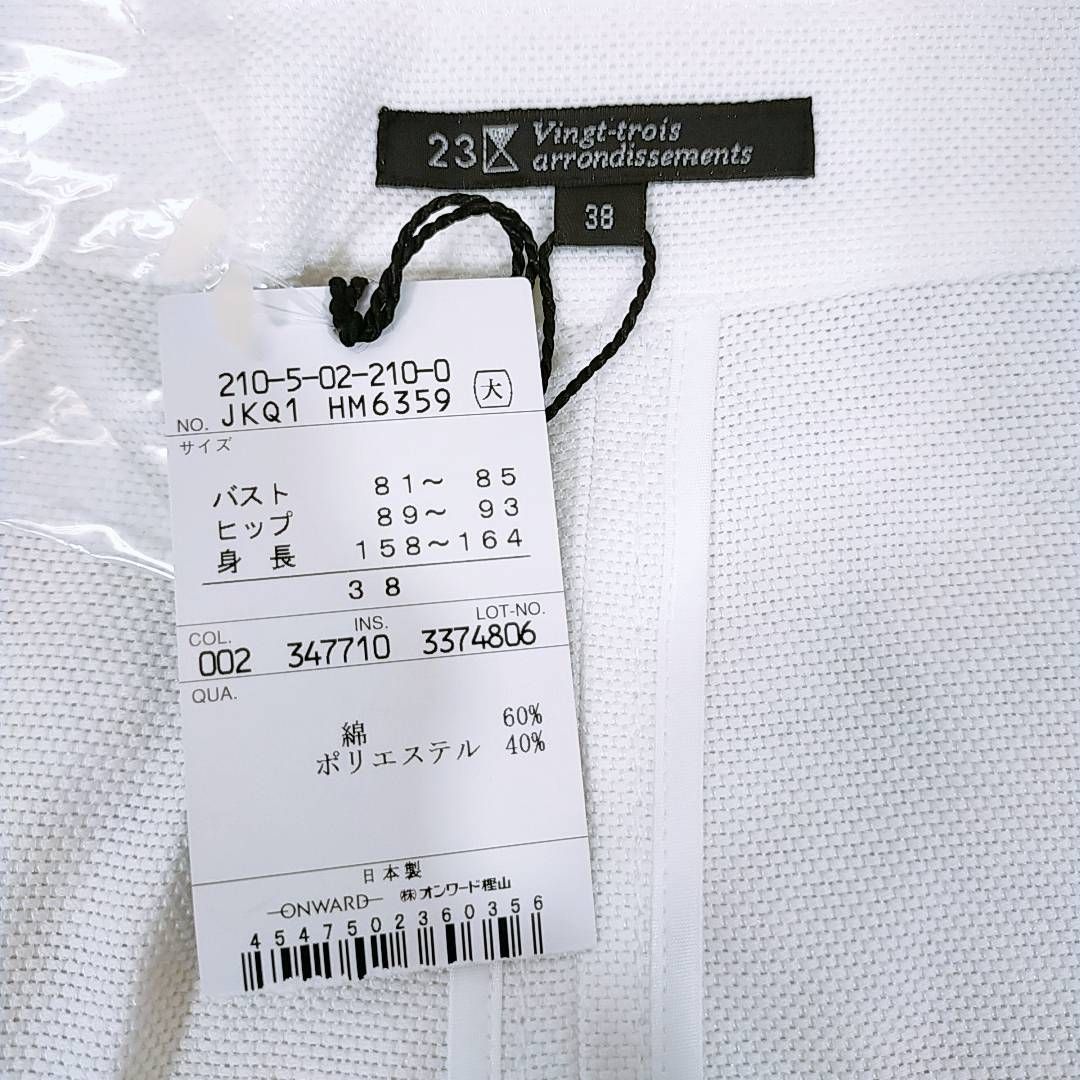 23区 Vingt-trois
arrondissements
38
210-5-02-210-0
NO. JKQ1 HM6359 大
サイズ
バスト 81～ 85
ヒップ 89～ 93
身長 158～164
38
COL. INS. LOT-NO.
002 347710 3374806
QUA.
綿 60%
ポリエステル 40%
日本製
ONWARD ㈱オンワード樫山
4547502360356